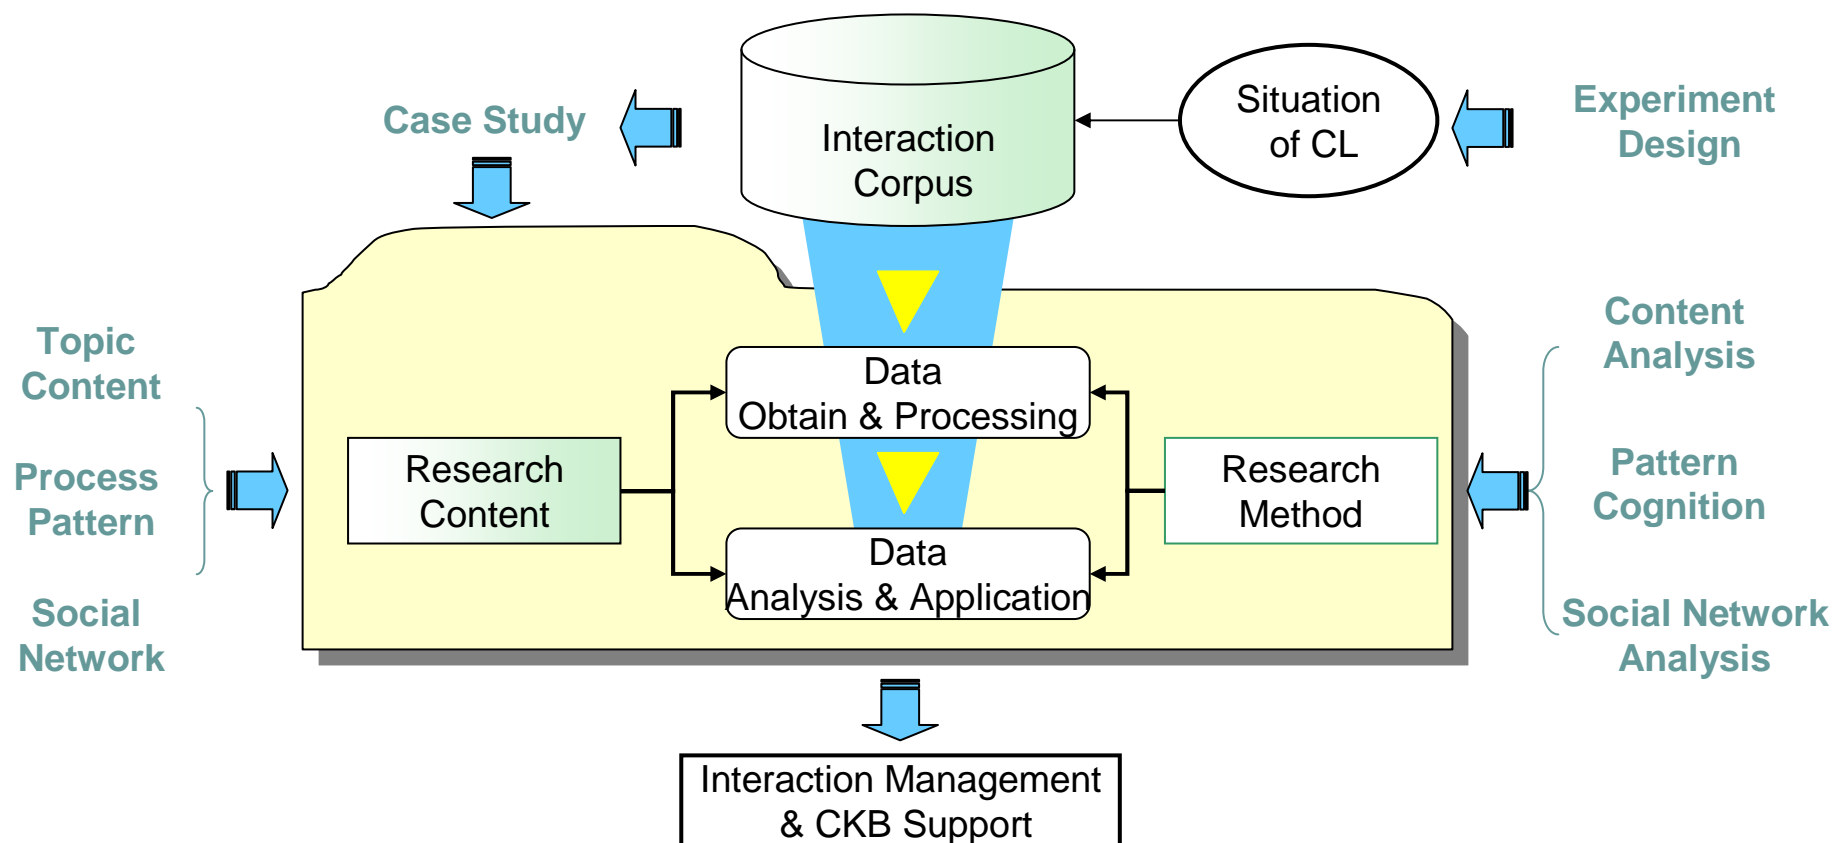 Case Study
Interaction
Corpus
Situation
of CL
Experiment
Design
Topic
Content
Process
Pattern
Social
Network
Research
Content
Data
Obtain & Processing
Data
Analysis & Application
Research
Method
Content
Analysis
Pattern
Cognition
Social Network
Analysis
Interaction Management
& CKB Support